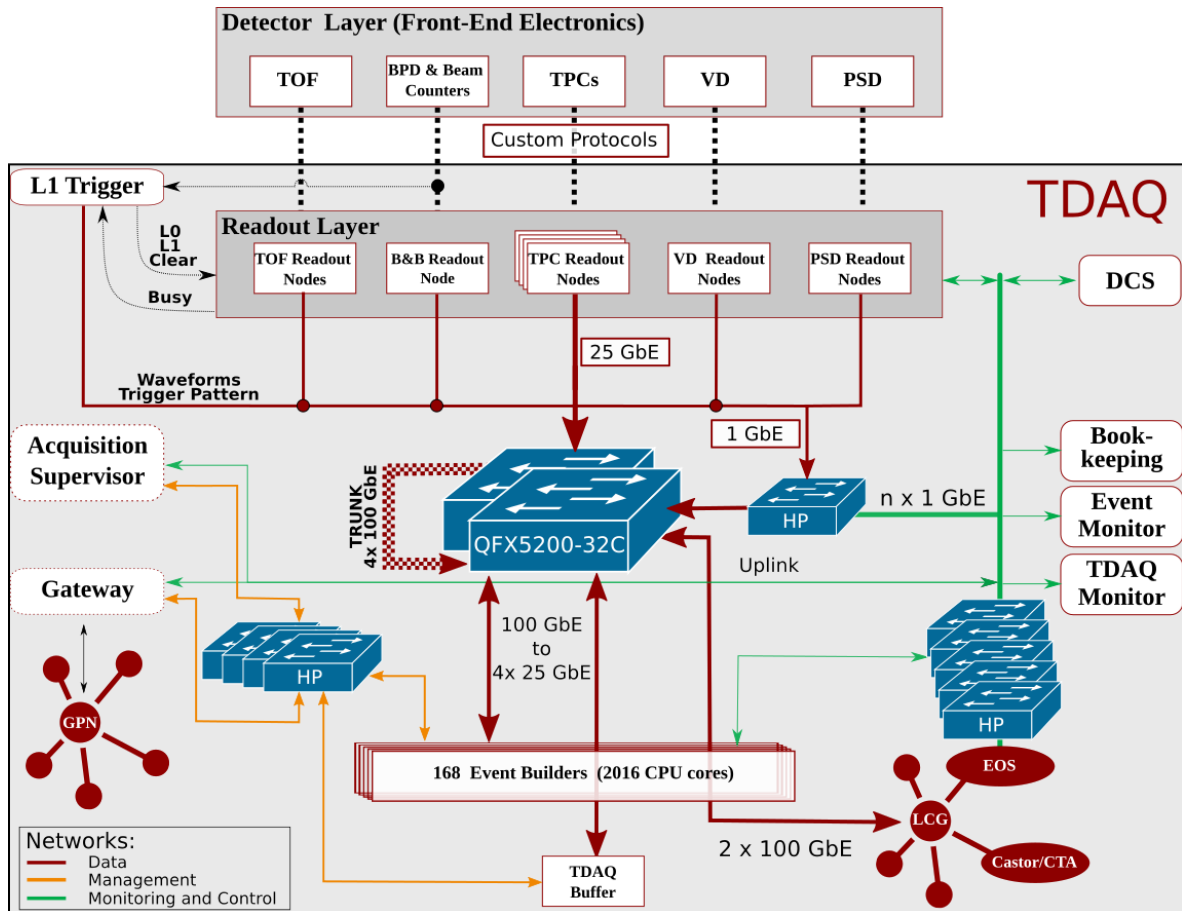 Detector Layer (Front-End Electronics)
TOF
BPD & Beam
Counters
TPCs
VD
PSD
Custom Protocols
L1 Trigger
TDAQ
L0
L1
Clear
Busy
Readout Layer
TOF Readout
Nodes
B&B Readout
Node
TPC Readout
Nodes
VD Readout
Nodes
PSD Readout
Nodes
DCS
25 GbE
Waveforms
Trigger Pattern
1 GbE
Acquisition
Supervisor
Book-
keeping
TRUNK
4x 100 GbE
QFX5200-32C
HP
n x 1 GbE
Event
Monitor
Uplink
TDAQ
Monitor
Gateway
100 GbE
to
4x 25 GbE
HP
HP
GPN
168 Event Builders (2016 CPU cores)
EOS
LCG
2 x 100 GbE
Castor/CTA
TDAQ
Buffer
Networks:
Data
Management
Monitoring and Control